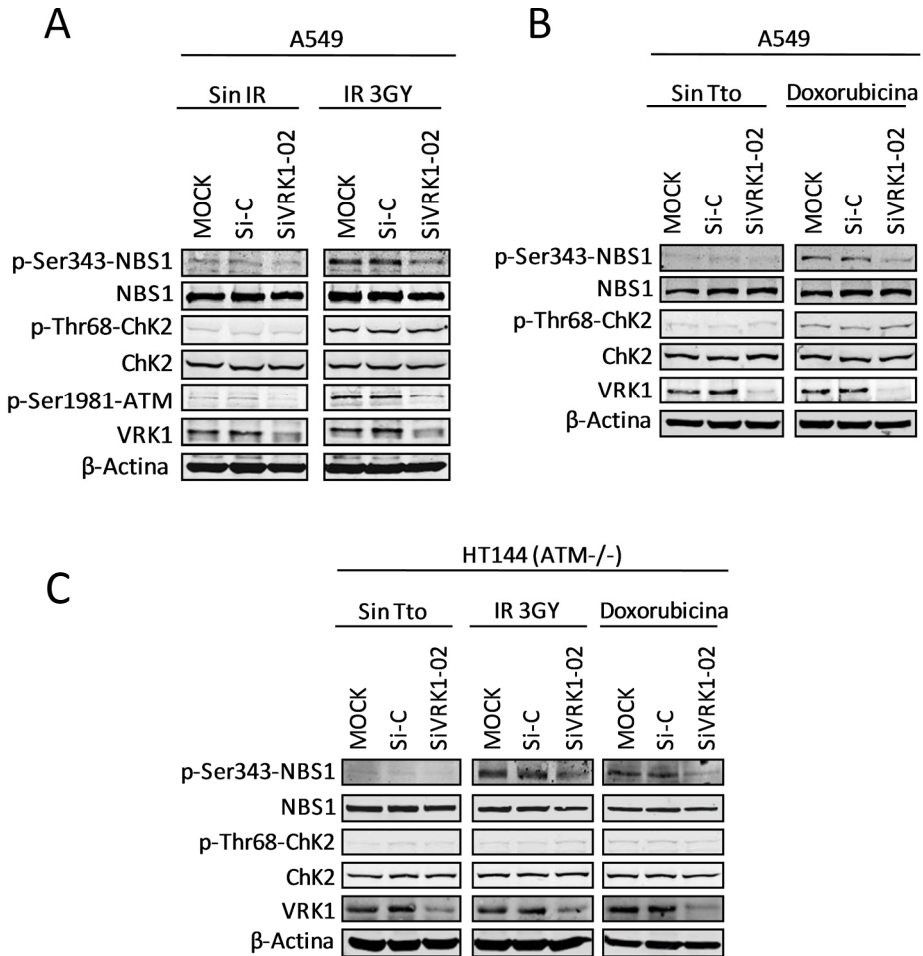 A
A549
Sin IR
IR 3GY
MOCK
Si-C
SiVRK1-02
MOCK
Si-C
SiVRK1-02
p-Ser343-NBS1
NBS1
p-Thr68-ChK2
ChK2
p-Ser1981-ATM
VRK1
β-Actina
B
A549
Sin Tto
Doxorubicina
MOCK
Si-C
SiVRK1-02
MOCK
Si-C
SiVRK1-02
p-Ser343-NBS1
NBS1
p-Thr68-ChK2
ChK2
VRK1
β-Actina
C
HT144 (ATM-/-)
Sin Tto
IR 3GY
Doxorubicina
MOCK
Si-C
SiVRK1-02
MOCK
Si-C
SiVRK1-02
MOCK
Si-C
SiVRK1-02
p-Ser343-NBS1
NBS1
p-Thr68-ChK2
ChK2
VRK1
β-Actina